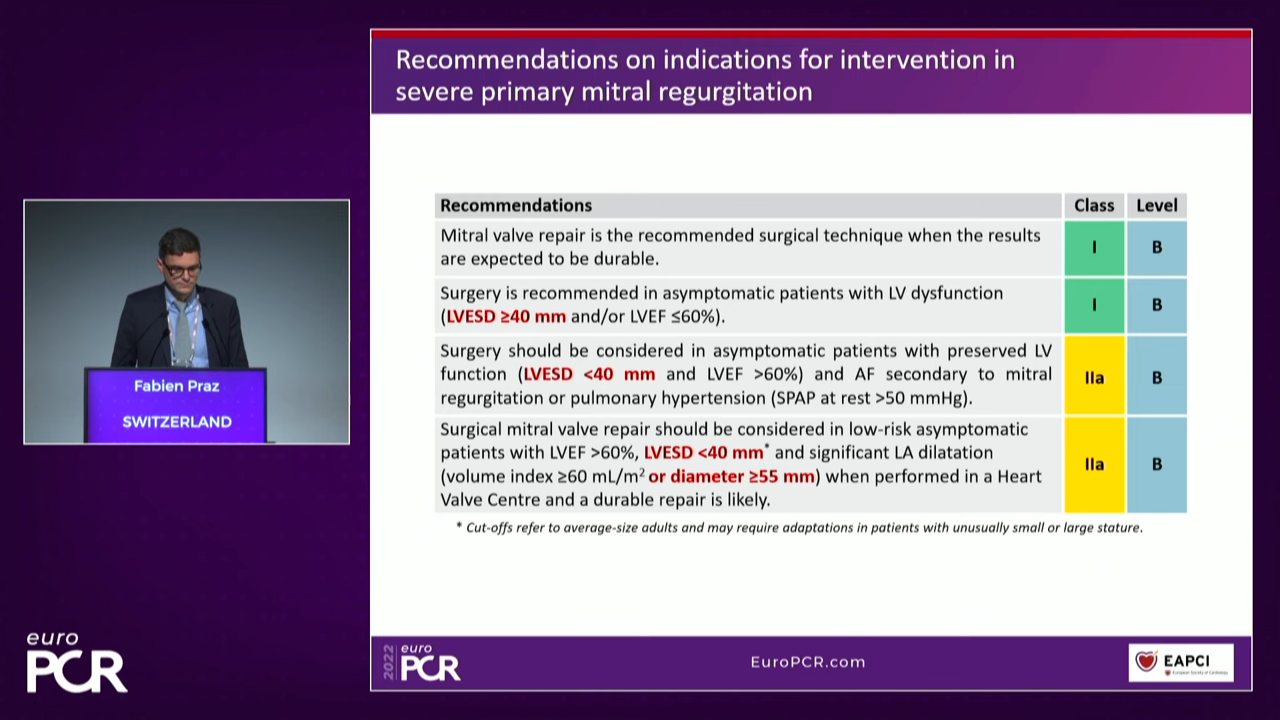 Recommendations on indications for intervention in
severe primary mitral regurgitation
Recommendations Class Level
Mitral valve repair is the recommended surgical technique when the results
are expected to be durable.
I B
Surgery is recommended in asymptomatic patients with LV dysfunction
(LVESD ≥40 mm and/or LVEF ≤60%).
I B
Surgery should be considered in asymptomatic patients with preserved LV
function (LVESD <40 mm and LVEF >60%) and AF secondary to mitral
regurgitation or pulmonary hypertension (SPAP at rest >50 mmHg).
IIa B
Surgical mitral valve repair should be considered in low-risk asymptomatic
patients with LVEF >60%, LVESD <40 mm* and significant LA dilatation
(volume index ≥60 mL/m² or diameter ≥55 mm) when performed in a Heart
Valve Centre and a durable repair is likely.
IIa B
* Cut-offs refer to average-size adults and may require adaptations in patients with unusually small or large stature.
Fabien Praz
SWITZERLAND
euro
PCR
2022
euro
PCR
EuroPCR.com
EAPCI
European Society of Cardiology